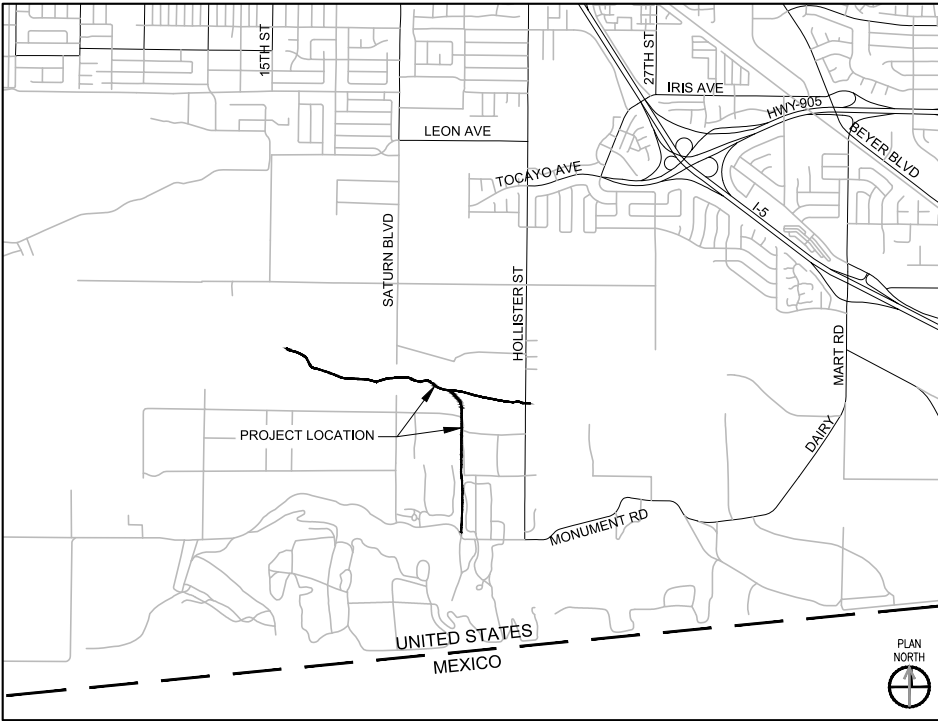 15TH ST
27TH ST
IRIS AVE
HWY-905
LEON AVE
BEYER BLVD
TOCAYO AVE
I-5
SATURN BLVD
HOLLISTER ST
MART RD
PROJECT LOCATION
DAIRY
MONUMENT RD
UNITED STATES
MEXICO
PLAN
NORTH